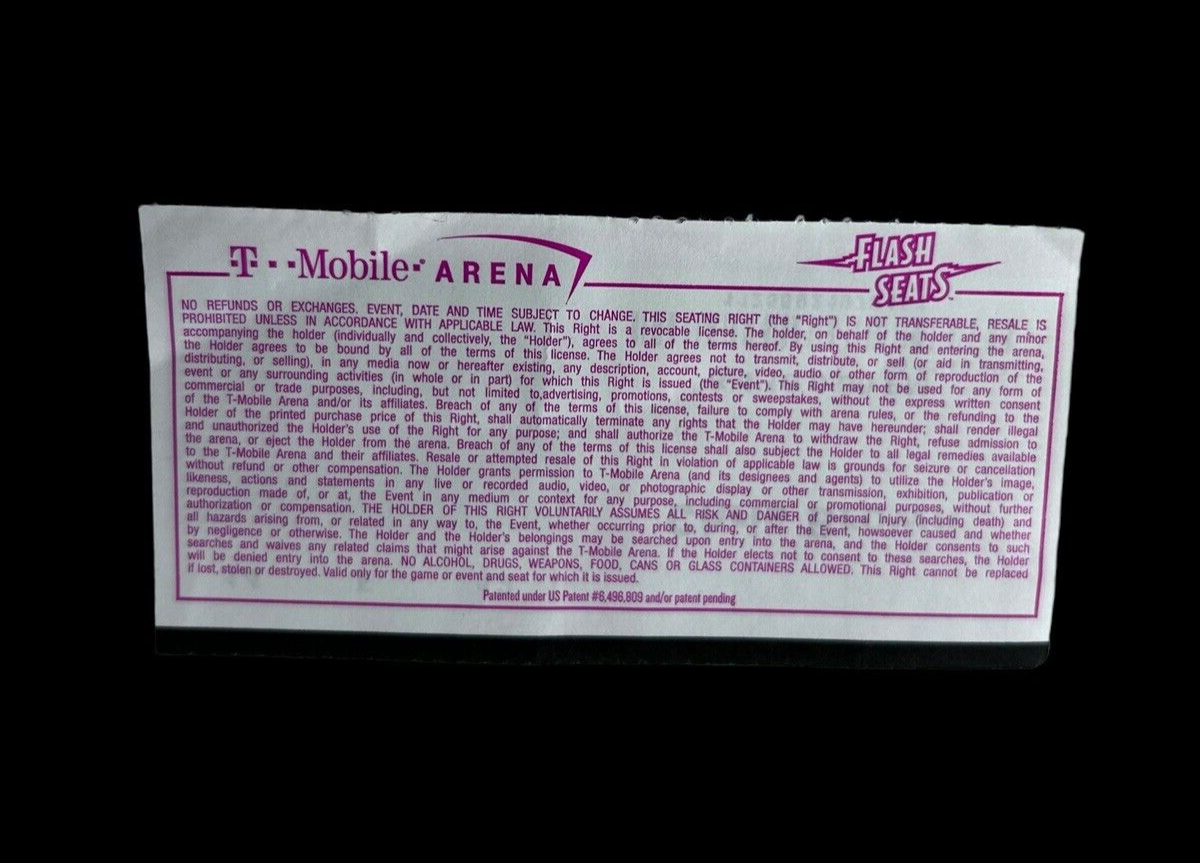 T··Mobile· ARENA
FLASH
SEATS™
NO REFUNDS OR EXCHANGES. EVENT, DATE AND TIME SUBJECT TO CHANGE. THIS SEATING RIGHT (the "Right") IS NOT TRANSFERABLE, RESALE IS
PROHIBITED UNLESS IN ACCORDANCE WITH APPLICABLE LAW. This Right is a revocable license. The holder, on behalf of the holder and any minor
accompanying the holder (individually and collectively, the "Holder"), agrees to all of the terms hereof. By using this Right and entering the arena,
the Holder agrees to be bound by all of the terms of this license. The Holder agrees not to transmit, distribute, or sell (or aid in transmitting,
distributing, or selling), in any media now or hereafter existing, any description, account, picture, video, audio or other form of reproduction of the
event or any surrounding activities (in whole or in part) for which this Right is issued (the "Event"). This Right may not be used for any form of
commercial or trade purposes, including, but not limited to,advertising, promotions, contests or sweepstakes, without the express written consent
of the T-Mobile Arena and/or its affiliates. Breach of any of the terms of this license, failure to comply with arena rules, or the refunding to the
Holder of the printed purchase price of this Right, shall automatically terminate any rights that the Holder may have hereunder; shall render illegal
and unauthorized the Holder's use of the Right for any purpose; and shall authorize the T-Mobile Arena to withdraw the Right, refuse admission to
the arena, or eject the Holder from the arena. Breach of any of the terms of this license shall also subject the Holder to all legal remedies available
to the T-Mobile Arena and their affiliates. Resale or attempted resale of this Right in violation of applicable law is grounds for seizure or cancellation
without refund or other compensation. The Holder grants permission to T-Mobile Arena (and its designees and agents) to utilize the Holder's image,
likeness, actions and statements in any live or recorded audio, video, or photographic display or other transmission, exhibition, publication or
reproduction made of, or at, the Event in any medium or context for any purpose, including commercial or promotional purposes, without further
authorization or compensation. THE HOLDER OF THIS RIGHT VOLUNTARILY ASSUMES ALL RISK AND DANGER of personal injury (including death) and
all hazards arising from, or related in any way to, the Event, whether occurring prior to, during, or after the Event, howsoever caused and whether
by negligence or otherwise. The Holder and the Holder's belongings may be searched upon entry into the arena, and the Holder consents to such
searches and waives any related claims that might arise against the T-Mobile Arena. If the Holder elects not to consent to these searches, the Holder
will be denied entry into the arena. NO ALCOHOL, DRUGS, WEAPONS, FOOD, CANS OR GLASS CONTAINERS ALLOWED. This Right cannot be replaced
if lost, stolen or destroyed. Valid only for the game or event and seat for which it is issued.
Patented under US Patent #6,496,809 and/or patent pending